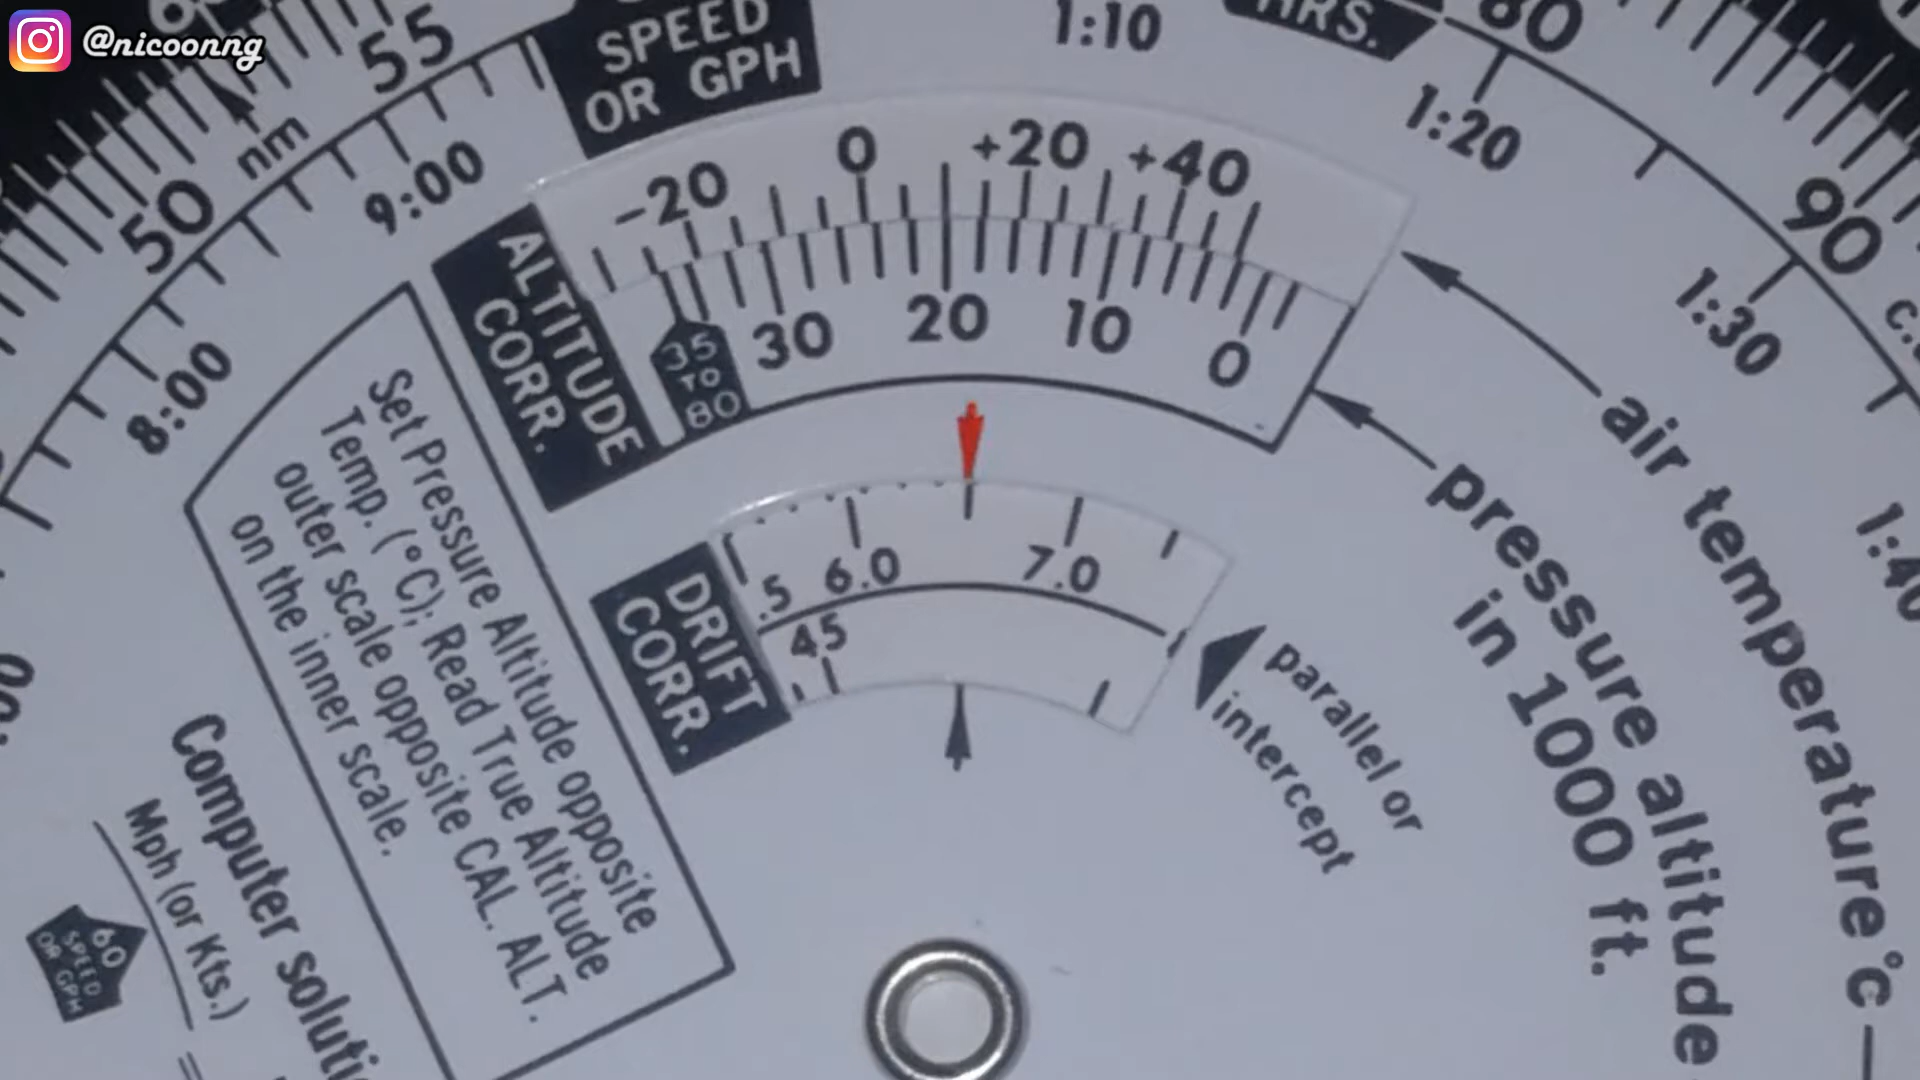 @nicoonng
55
SPEED
OR GPH
1:10
HRS.
80
1:20
nm
50
9:00
8:00
90
1:30
1:40
ALTITUDE
CORR.
-20 0 +20 +40
35
TO
80
30 20 10 0
air temperature °c
pressure altitude
in 1000 ft.
DRIFT
CORR.
.5 6.0 7.0
45
parallel or
intercept
Set Pressure Altitude opposite
Temp. (°C); Read True Altitude
outer scale opposite CAL. ALT.
on the inner scale.
Computer
Mph (or Kts.)
60
SPEED
OR GPH